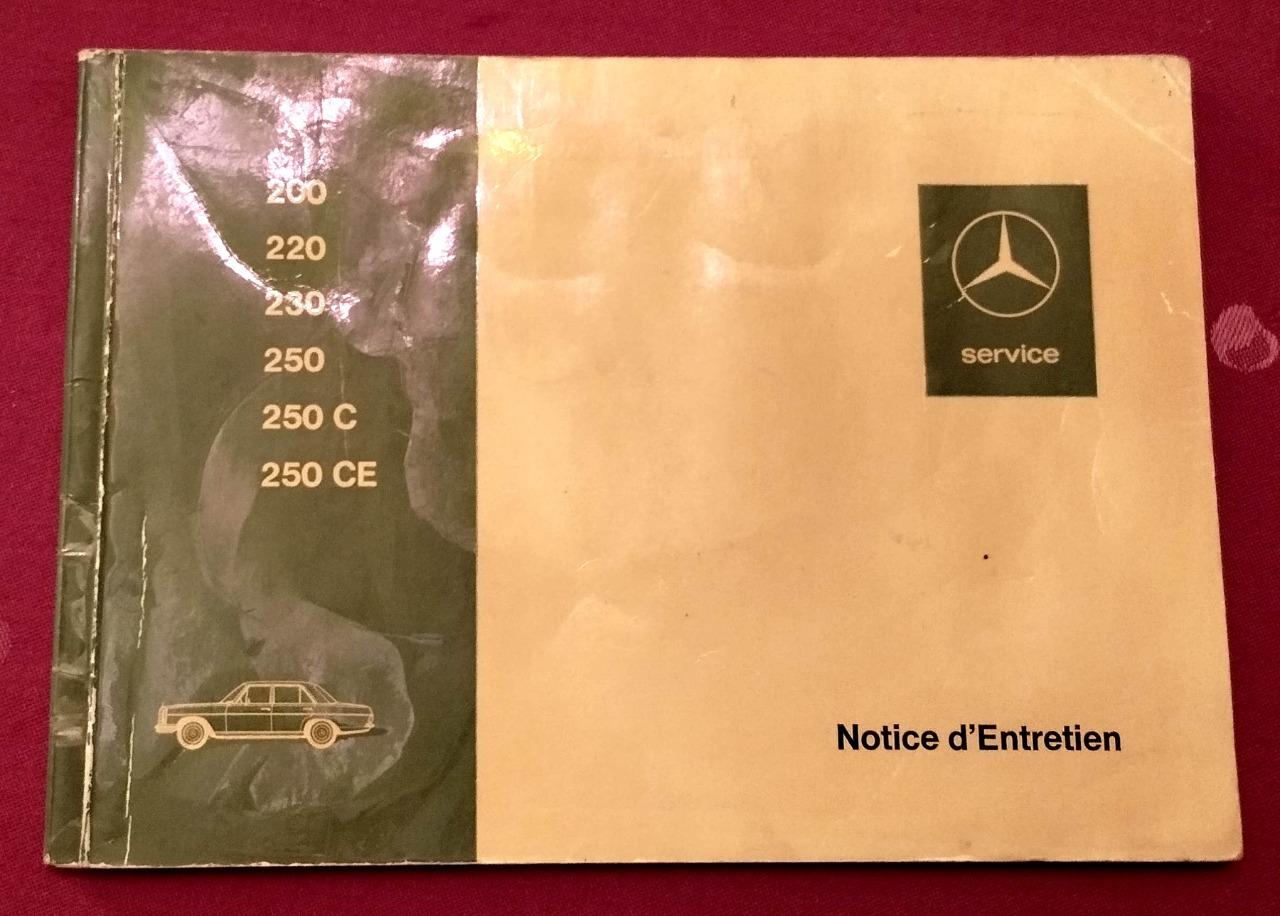 200
220
230
250
250 C
250 CE
service
Notice d'Entretien